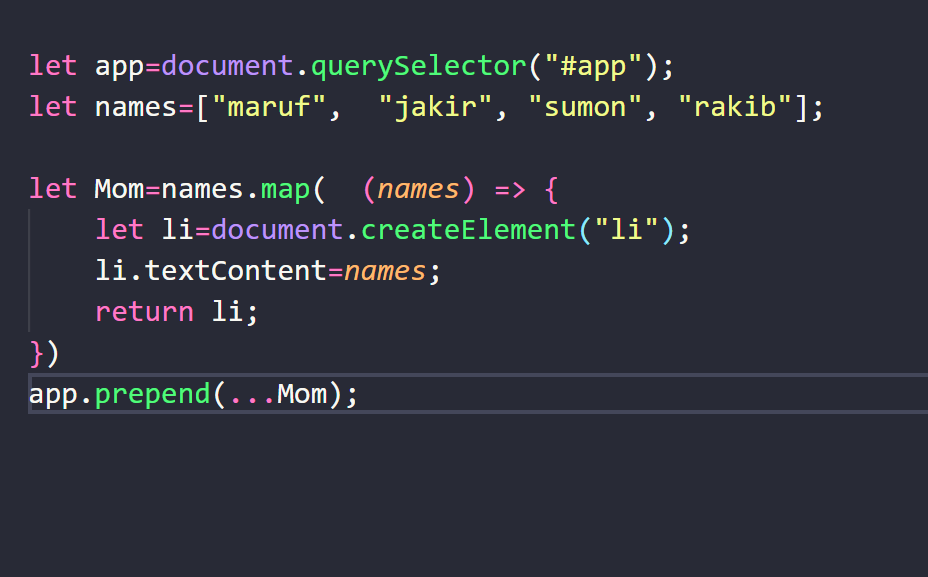 let app=document.querySelector("#app");
let names=["maruf",  "jakir", "sumon", "rakib"];
let Mom=names.map(  (names) => {
    let li=document.createElement("li");
    li.textContent=names;
    return li;
})
app.prepend(...Mom);